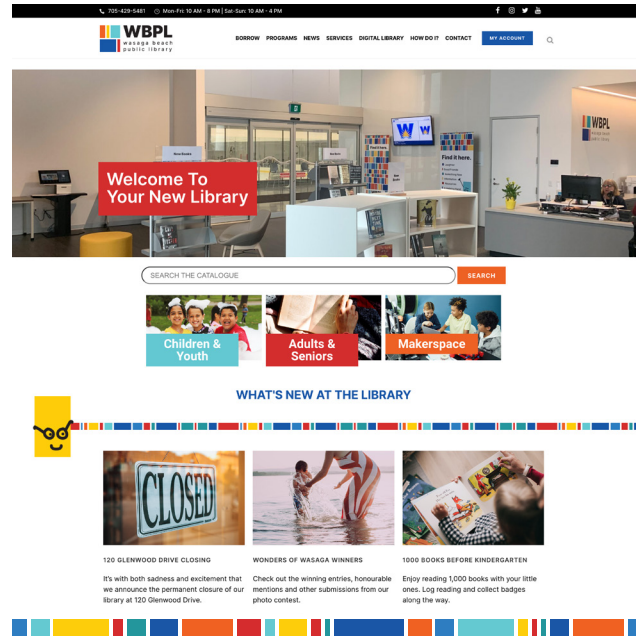 705-429-5481 Mon-Fri: 10 AM - 8 PM | Sat-Sun: 10 AM - 4 PM
WBPL
wasaga beach
public library
BORROW PROGRAMS NEWS SERVICES DIGITAL LIBRARY HOW DO I? CONTACT MY ACCOUNT
WBPL
Find it here.
Welcome To
Your New Library
SEARCH THE CATALOGUE SEARCH
Children &
Youth
Adults &
Seniors
Makerspace
WHAT'S NEW AT THE LIBRARY
CLOSED
120 GLENWOOD DRIVE CLOSING
It's with both sadness and excitement that
we announce the permanent closure of our
library at 120 Glenwood Drive.
WONDERS OF WASAGA WINNERS
Check out the winning entries, honourable
mentions and other submissions from our
photo contest.
1000 BOOKS BEFORE KINDERGARTEN
Enjoy reading 1,000 books with your little
ones. Log reading and collect badges
along the way.